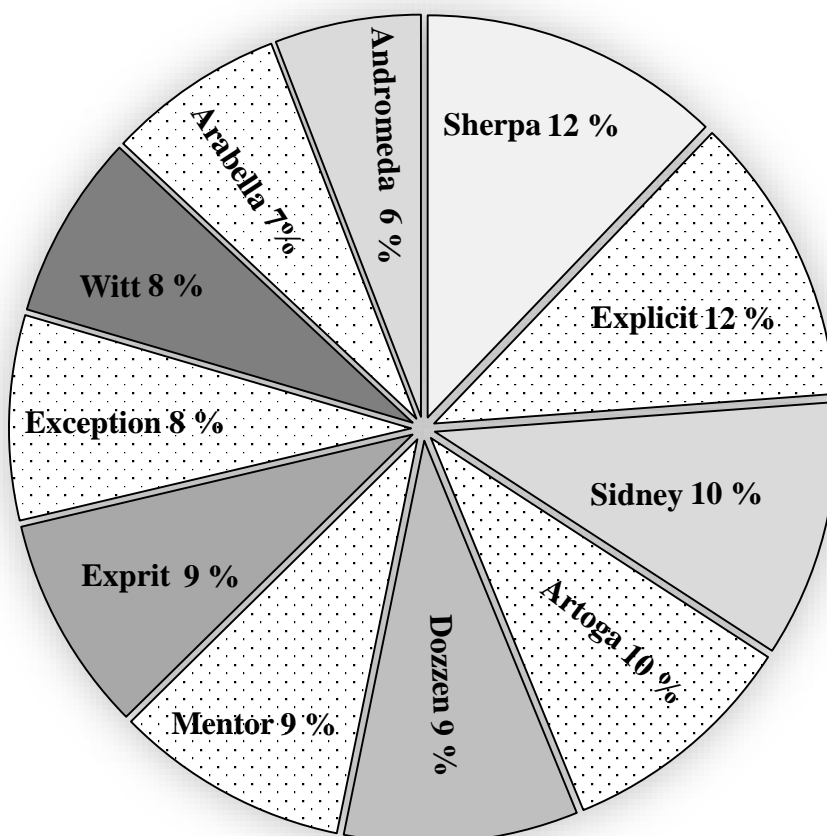 Sherpa 12 %
Explicit 12 %
Sidney 10 %
Artoga 10 %
Dozzen 9 %
Mentor 9 %
Exprit 9 %
Exception 8 %
Witt 8 %
Arabella 7%
Andromeda 6 %